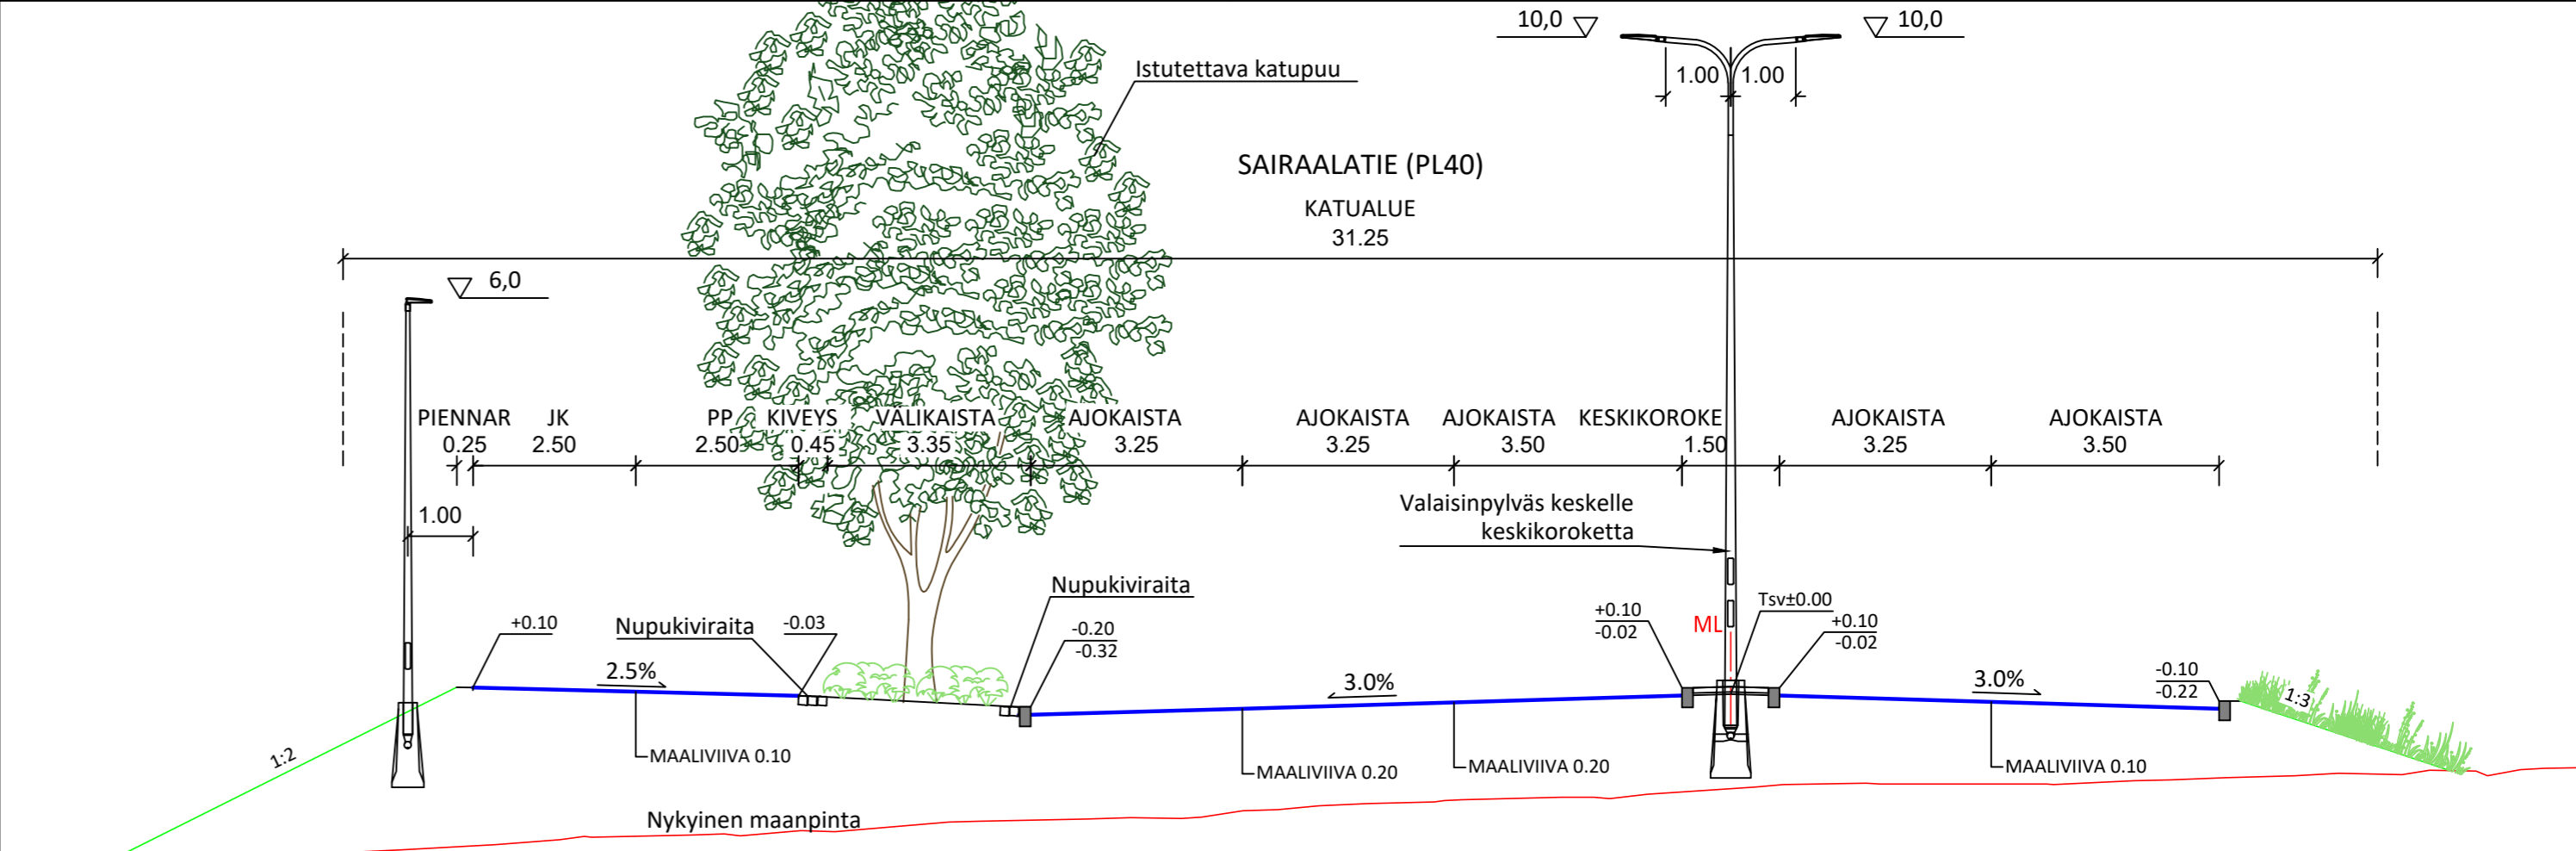 10,0
10,0
Istutettava katupuu
1.00
1.00
SAIRAALATIE (PL40)
KATUALUE
31.25
6,0
PIENNAR
JK
PP
KIVEYS
VÄLIKAISTA
AJOKAISTA
AJOKAISTA
AJOKAISTA
KESKIKOROKE
AJOKAISTA
AJOKAISTA
0.25
2.50
2.50
0.45
3.35
3.25
3.25
3.50
1.50
3.25
3.50
1.00
Valaisinpylväs keskelle
keskikoroketta
Nupukiviraita
Tsv±0.00
+0.10
Nupukiviraita
-0.03
-0.20
-0.32
+0.10
-0.02
ML
+0.10
-0.02
2.5%
3.0%
3.0%
-0.10
-0.22
1:3
1:2
MAALIVIIVA 0.10
MAALIVIIVA 0.20
MAALIVIIVA 0.20
MAALIVIIVA 0.10
Nykyinen maanpinta